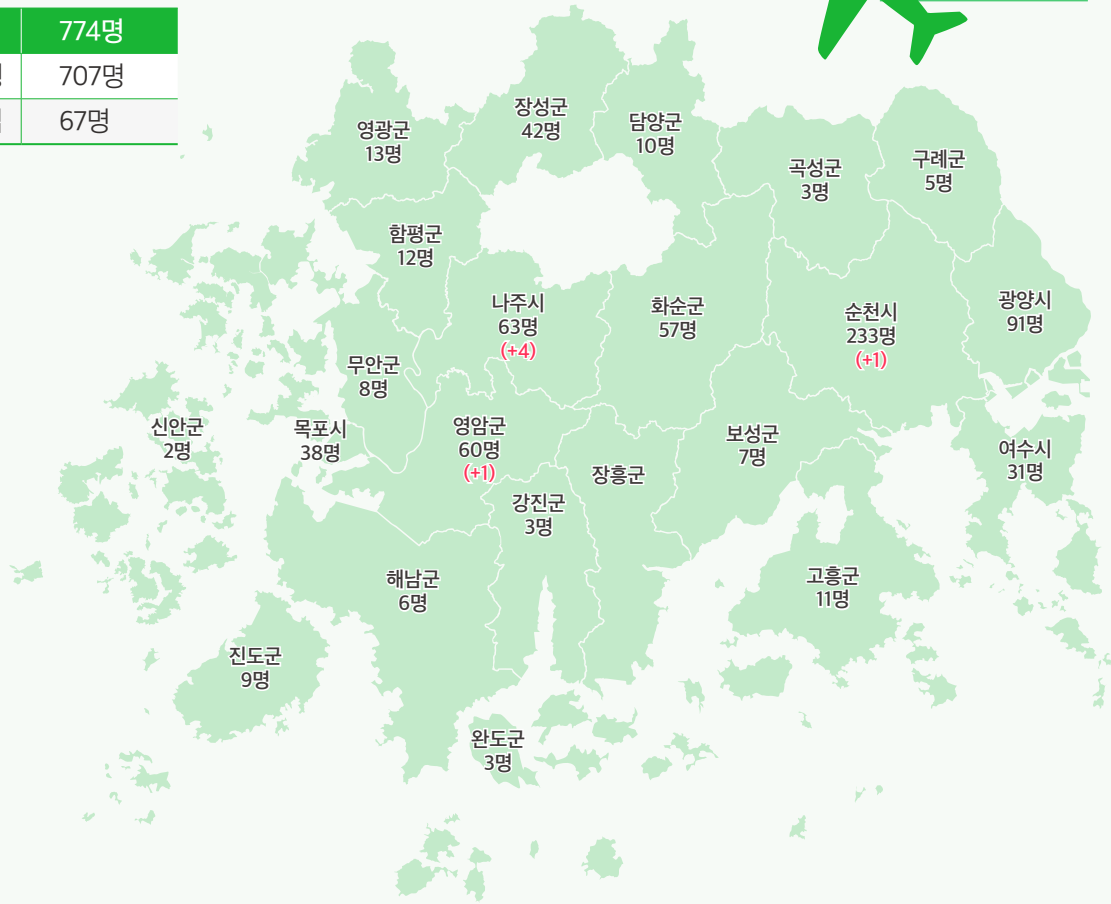 774명
707명
67명
장성군
42명
담양군
10명
영광군
13명
곡성군
3명
구례군
5명
함평군
12명
나주시
63명
(+4)
화순군
57명
순천시
233명
(+1)
광양시
91명
무안군
8명
신안군
2명
목포시
38명
영암군
60명
(+1)
장흥군
보성군
7명
여수시
31명
강진군
3명
해남군
6명
고흥군
11명
진도군
9명
완도군
3명